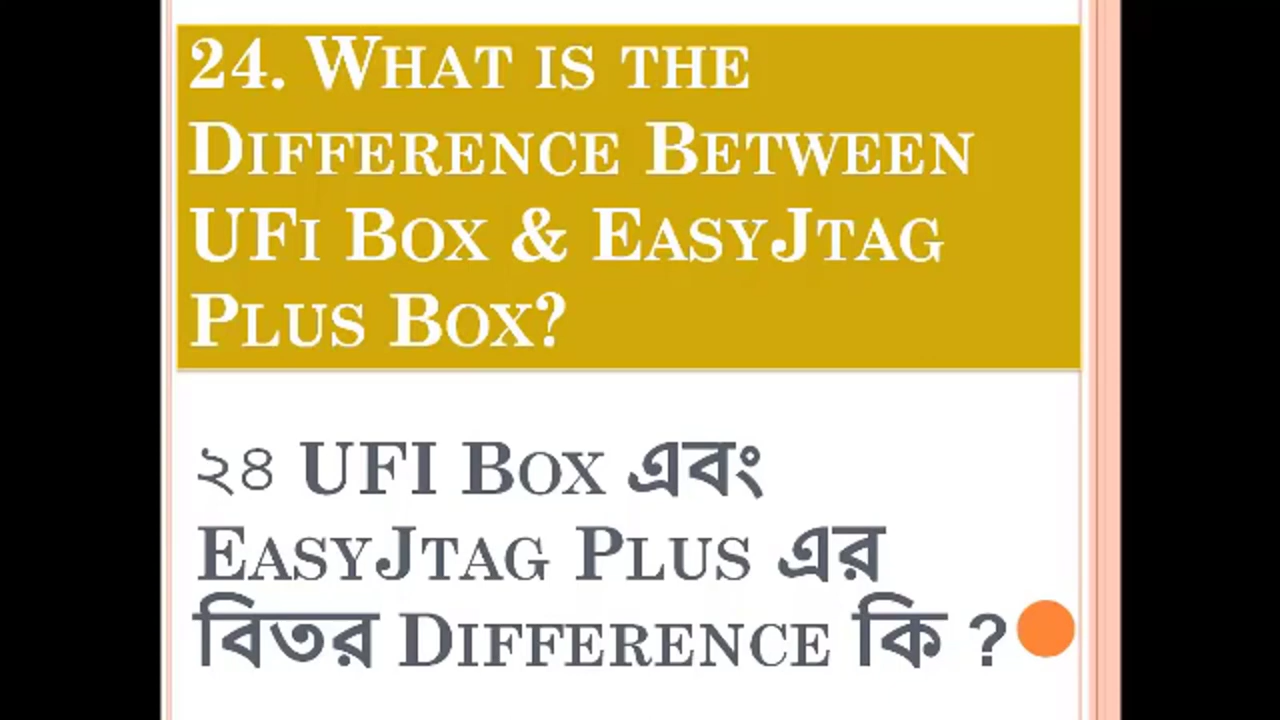 24. What is the
Difference Between
UFi Box & EasyJtag
Plus Box?
২৪ UFI Box এবং
EasyJtag Plus এর
বিতর Difference কি ?